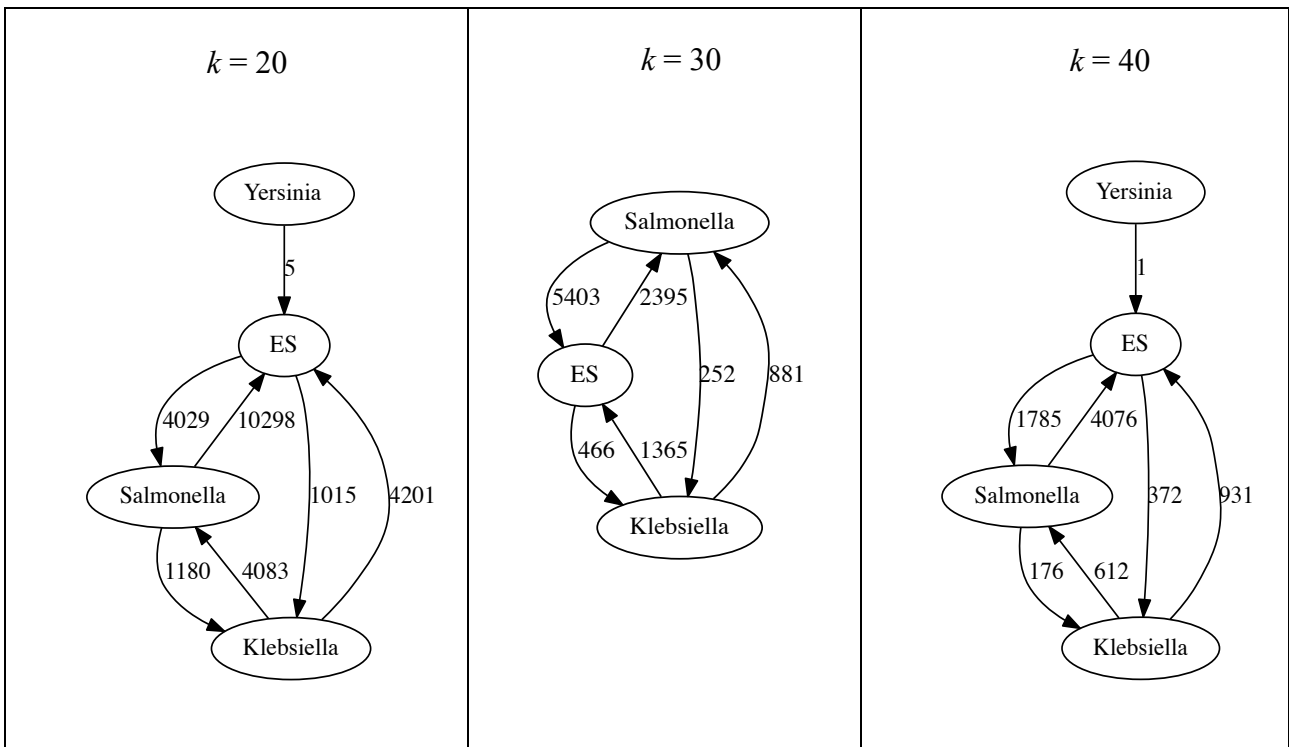 k = 20
Yersinia
5
ES
4029
10298
1015
4201
Salmonella
1180
4083
Klebsiella
k = 30
Salmonella
5403
2395
252
881
ES
466
1365
Klebsiella
k = 40
Yersinia
1
ES
1785
4076
372
931
Salmonella
176
612
Klebsiella